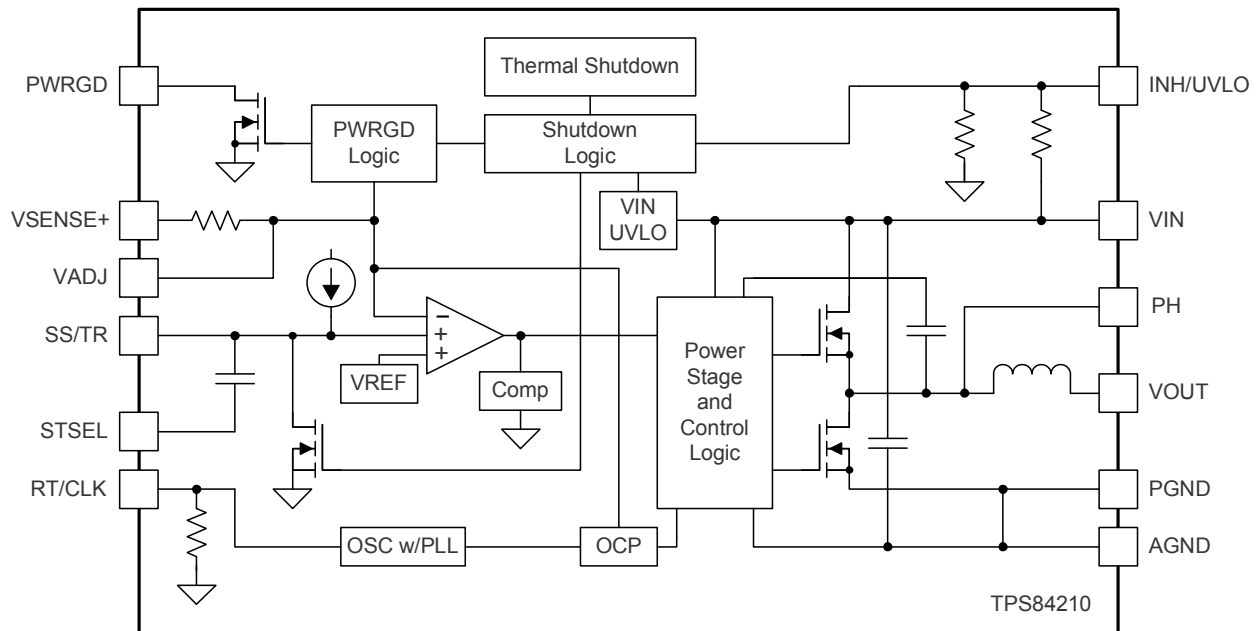 Thermal Shutdown
PWRGD
INH/UVLO
PWRGD
Logic
Shutdown
Logic
VSENSE+
VIN
UVLO
VIN
VADJ
PH
SS/TR
−
+
+
VREF
Comp
Power
Stage
and
Control
Logic
VOUT
STSEL
RT/CLK
PGND
OSC w/PLL
OCP
AGND
TPS84210